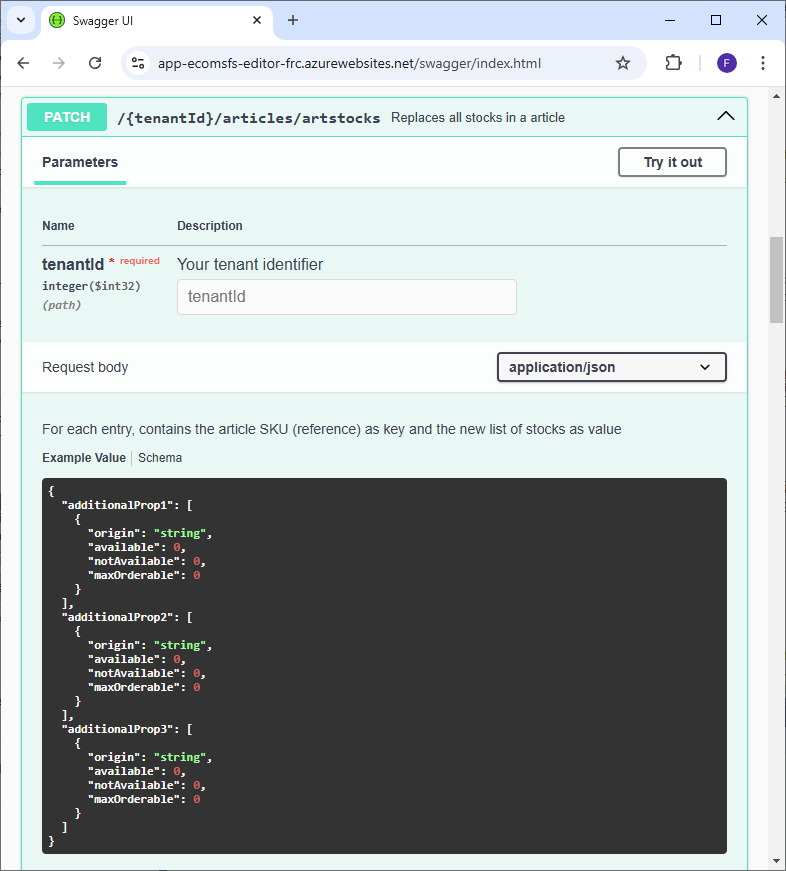 Swagger UI
app-ecomsfs-editor-frc.azurewebsites.net/swagger/index.html
F
PATCH /{tenantId}/articles/artstocks Replaces all stocks in a article
Parameters Try it out
Name Description
tenantId * required Your tenant identifier
integer($int32) tenantId
(path)
Request body application/json
For each entry, contains the article SKU (reference) as key and the new list of stocks as value
Example Value Schema
{
  "additionalProp1": [
    {
      "origin": "string",
      "available": 0,
      "notAvailable": 0,
      "maxOrderable": 0
    }
  ],
  "additionalProp2": [
    {
      "origin": "string",
      "available": 0,
      "notAvailable": 0,
      "maxOrderable": 0
    }
  ],
  "additionalProp3": [
    {
      "origin": "string",
      "available": 0,
      "notAvailable": 0,
      "maxOrderable": 0
    }
  ]
}